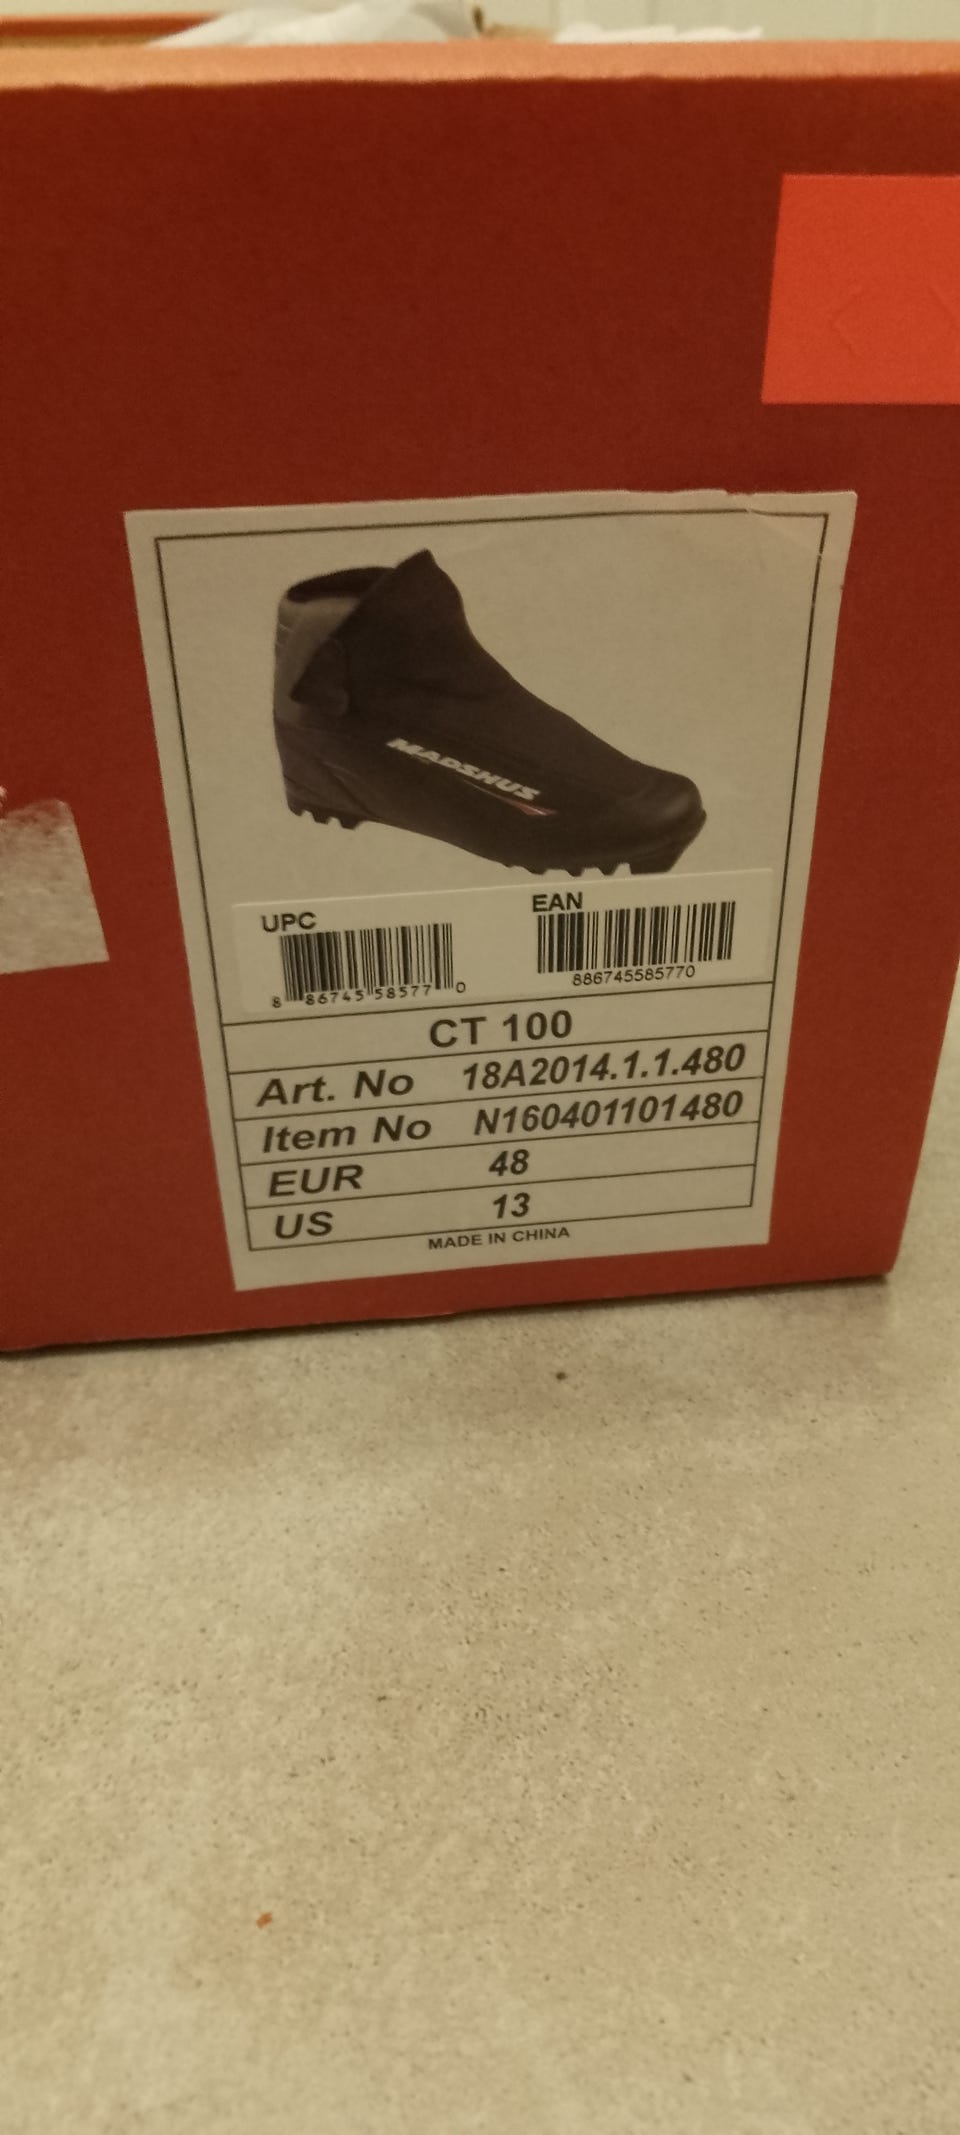 MADSHUS
UPC
EAN
8 86745 58577 0
886745585770
CT 100
Art. No 18A2014.1.1.480
Item No N160401101480
EUR 48
US 13
MADE IN CHINA